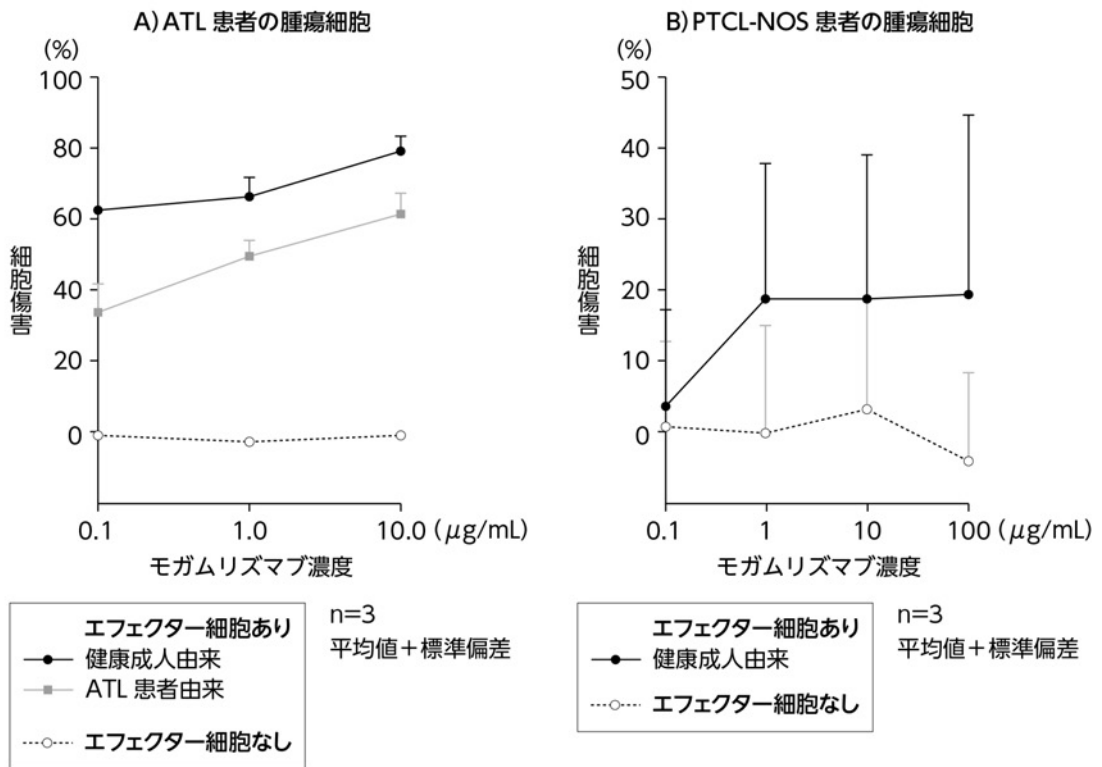 A) ATL 患者の腫瘍細胞
(%)
100
80
60
40
20
0
細胞傷害
0.1 1.0 10.0 (μg/mL)
モガムリズマブ濃度
エフェクター細胞あり
健康成人由来
ATL 患者由来
エフェクター細胞なし
n=3
平均値+標準偏差
B) PTCL-NOS 患者の腫瘍細胞
(%)
50
40
30
20
10
0
細胞傷害
0.1 1 10 100 (μg/mL)
モガムリズマブ濃度
エフェクター細胞あり
健康成人由来
エフェクター細胞なし
n=3
平均値+標準偏差